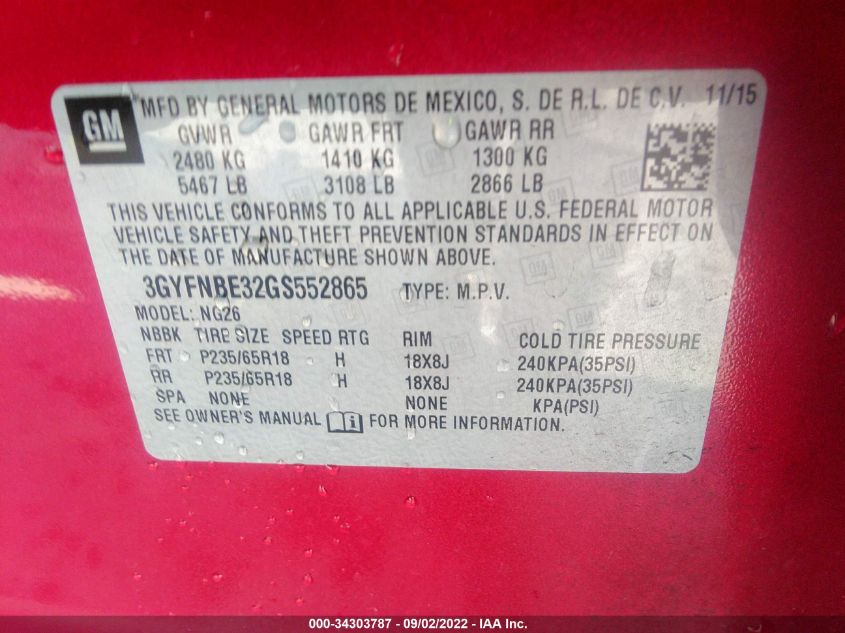 GM
MFD BY GENERAL MOTORS DE MEXICO, S. DE R.L. DE C.V. 11/15
GVWR GAWR FRT GAWR RR
2480 KG 1410 KG 1300 KG
5467 LB 3108 LB 2866 LB
THIS VEHICLE CONFORMS TO ALL APPLICABLE U.S. FEDERAL MOTOR
VEHICLE SAFETY AND THEFT PREVENTION STANDARDS IN EFFECT ON
THE DATE OF MANUFACTURE SHOWN ABOVE.
3GYFNBE32GS552865 TYPE: M.P.V.
MODEL: NG26
NBBK TIRE SIZE SPEED RTG RIM COLD TIRE PRESSURE
FRT P235/65R18 H 18X8J 240KPA(35PSI)
RR P235/65R18 H 18X8J 240KPA(35PSI)
SPA NONE NONE KPA(PSI)
SEE OWNER'S MANUAL FOR MORE INFORMATION.
000-34303787 - 09/02/2022 - IAA Inc.